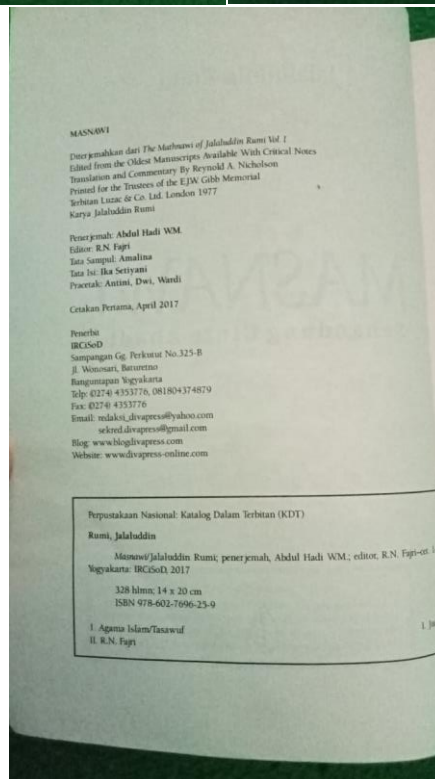 MASNAWI
Diterjemahkan dari The Mathnawi of Jalaluddin Rumi Vol. 1
Edited from the Oldest Manuscripts Available With Critical Notes
Translation and Commentary By Reynold A. Nicholson
Printed for the Trustees of the EJW Gibb Memorial
Terbitan Luzac & Co. Ltd. London 1977
Karya Jalaluddin Rumi
Penerjemah: Abdul Hadi WM.
Editor: R.N. Fajri
Tata Sampul: Amalina
Tata Isi: Ika Setiyani
Pracetak: Antini, Dwi, Wardi
Cetakan Pertama, April 2017
Penerbit
IRCiSoD
Sampangan Gg. Perkutut No.325-B
Jl. Wonosari, Baturetno
Banguntapan Yogyakarta
Telp: (0274) 4353776, 081804374879
Fax: (0274) 4353776
Email: redaksi_divapress@yahoo.com
sekred.divapress@gmail.com
Blog: www.blogdivapress.com
Website: www.divapress-online.com
Perpustakaan Nasional: Katalog Dalam Terbitan (KDT)
Rumi, Jalaluddin
Masnawi/Jalaluddin Rumi; penerjemah, Abdul Hadi WM.; editor, R.N. Fajri-cet
Yogyakarta: IRCiSoD, 2017
328 hlmn; 14 x 20 cm
ISBN 978-602-7696-25-9
1. Agama Islam/Tasawuf
II. R.N. Fajri